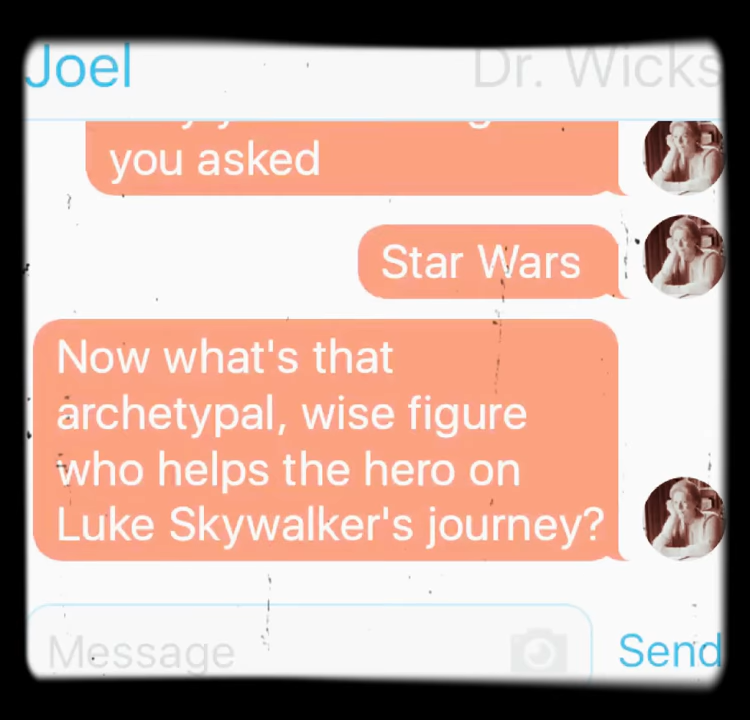 Joel Dr. Wicks
you asked
Star Wars
Now what's that
archetypal, wise figure
who helps the hero on
Luke Skywalker's journey?
Message Send